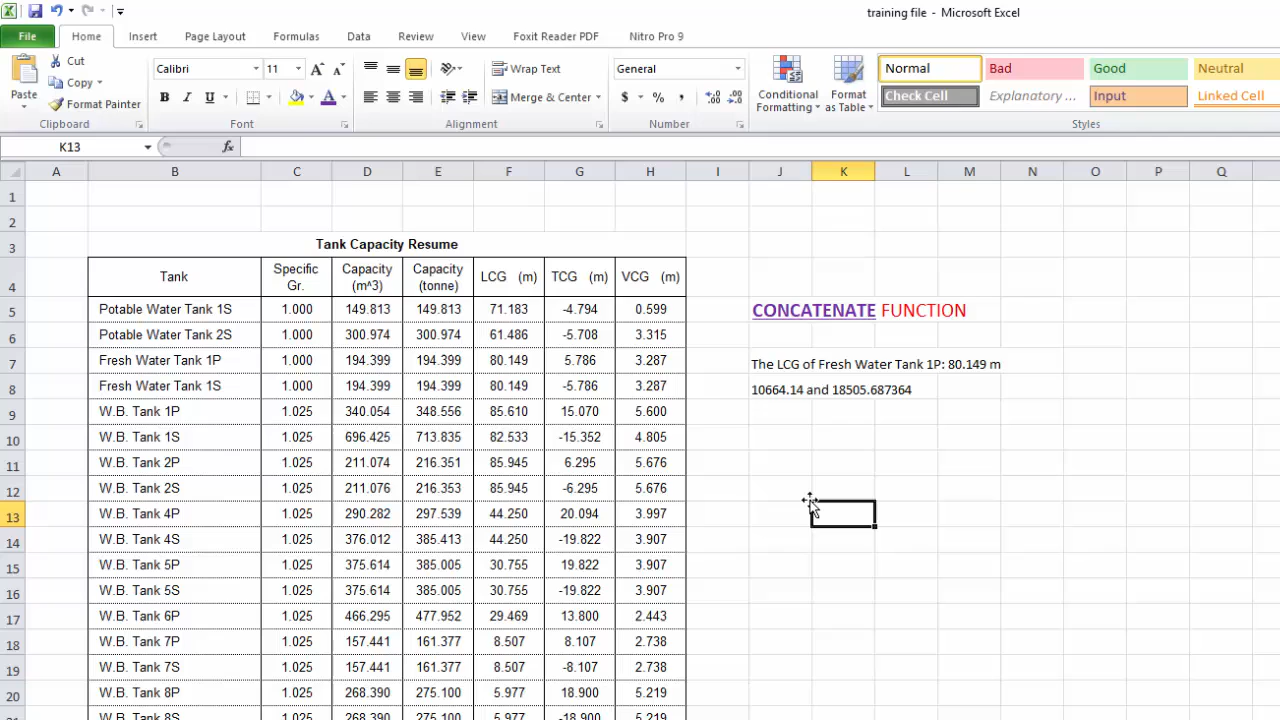 training file - Microsoft Excel
File Home Insert Page Layout Formulas Data Review View Foxit Reader PDF Nitro Pro 9
Paste
Cut
Copy
Format Painter
Clipboard
Calibri 11
B I U
Font
Wrap Text
Merge & Center
Alignment
General
$ % ,
Number
Conditional Formatting
Format as Table
Normal Bad Good Neutral
Check Cell Explanatory ... Input Linked Cell
Styles
K13 fx
A B C D E F G H I J K L M N O P Q
1
2
3 Tank Capacity Resume
4 Tank Specific Gr. Capacity (m^3) Capacity (tonne) LCG (m) TCG (m) VCG (m)
5 Potable Water Tank 1S 1.000 149.813 149.813 71.183 -4.794 0.599 CONCATENATE FUNCTION
6 Potable Water Tank 2S 1.000 300.974 300.974 61.486 -5.708 3.315
7 Fresh Water Tank 1P 1.000 194.399 194.399 80.149 5.786 3.287 The LCG of Fresh Water Tank 1P: 80.149 m
8 Fresh Water Tank 1S 1.000 194.399 194.399 80.149 -5.786 3.287 10664.14 and 18505.687364
9 W.B. Tank 1P 1.025 340.054 348.556 85.610 15.070 5.600
10 W.B. Tank 1S 1.025 696.425 713.835 82.533 -15.352 4.805
11 W.B. Tank 2P 1.025 211.074 216.351 85.945 6.295 5.676
12 W.B. Tank 2S 1.025 211.076 216.353 85.945 -6.295 5.676
13 W.B. Tank 4P 1.025 290.282 297.539 44.250 20.094 3.997
14 W.B. Tank 4S 1.025 376.012 385.413 44.250 -19.822 3.907
15 W.B. Tank 5P 1.025 375.614 385.005 30.755 19.822 3.907
16 W.B. Tank 5S 1.025 375.614 385.005 30.755 -19.822 3.907
17 W.B. Tank 6P 1.025 466.295 477.952 29.469 13.800 2.443
18 W.B. Tank 7P 1.025 157.441 161.377 8.507 8.107 2.738
19 W.B. Tank 7S 1.025 157.441 161.377 8.507 -8.107 2.738
20 W.B. Tank 8P 1.025 268.390 275.100 5.977 18.900 5.219
W.B. Tank 8S 1.025 268.390 275.100 5.977 -18.900 5.219